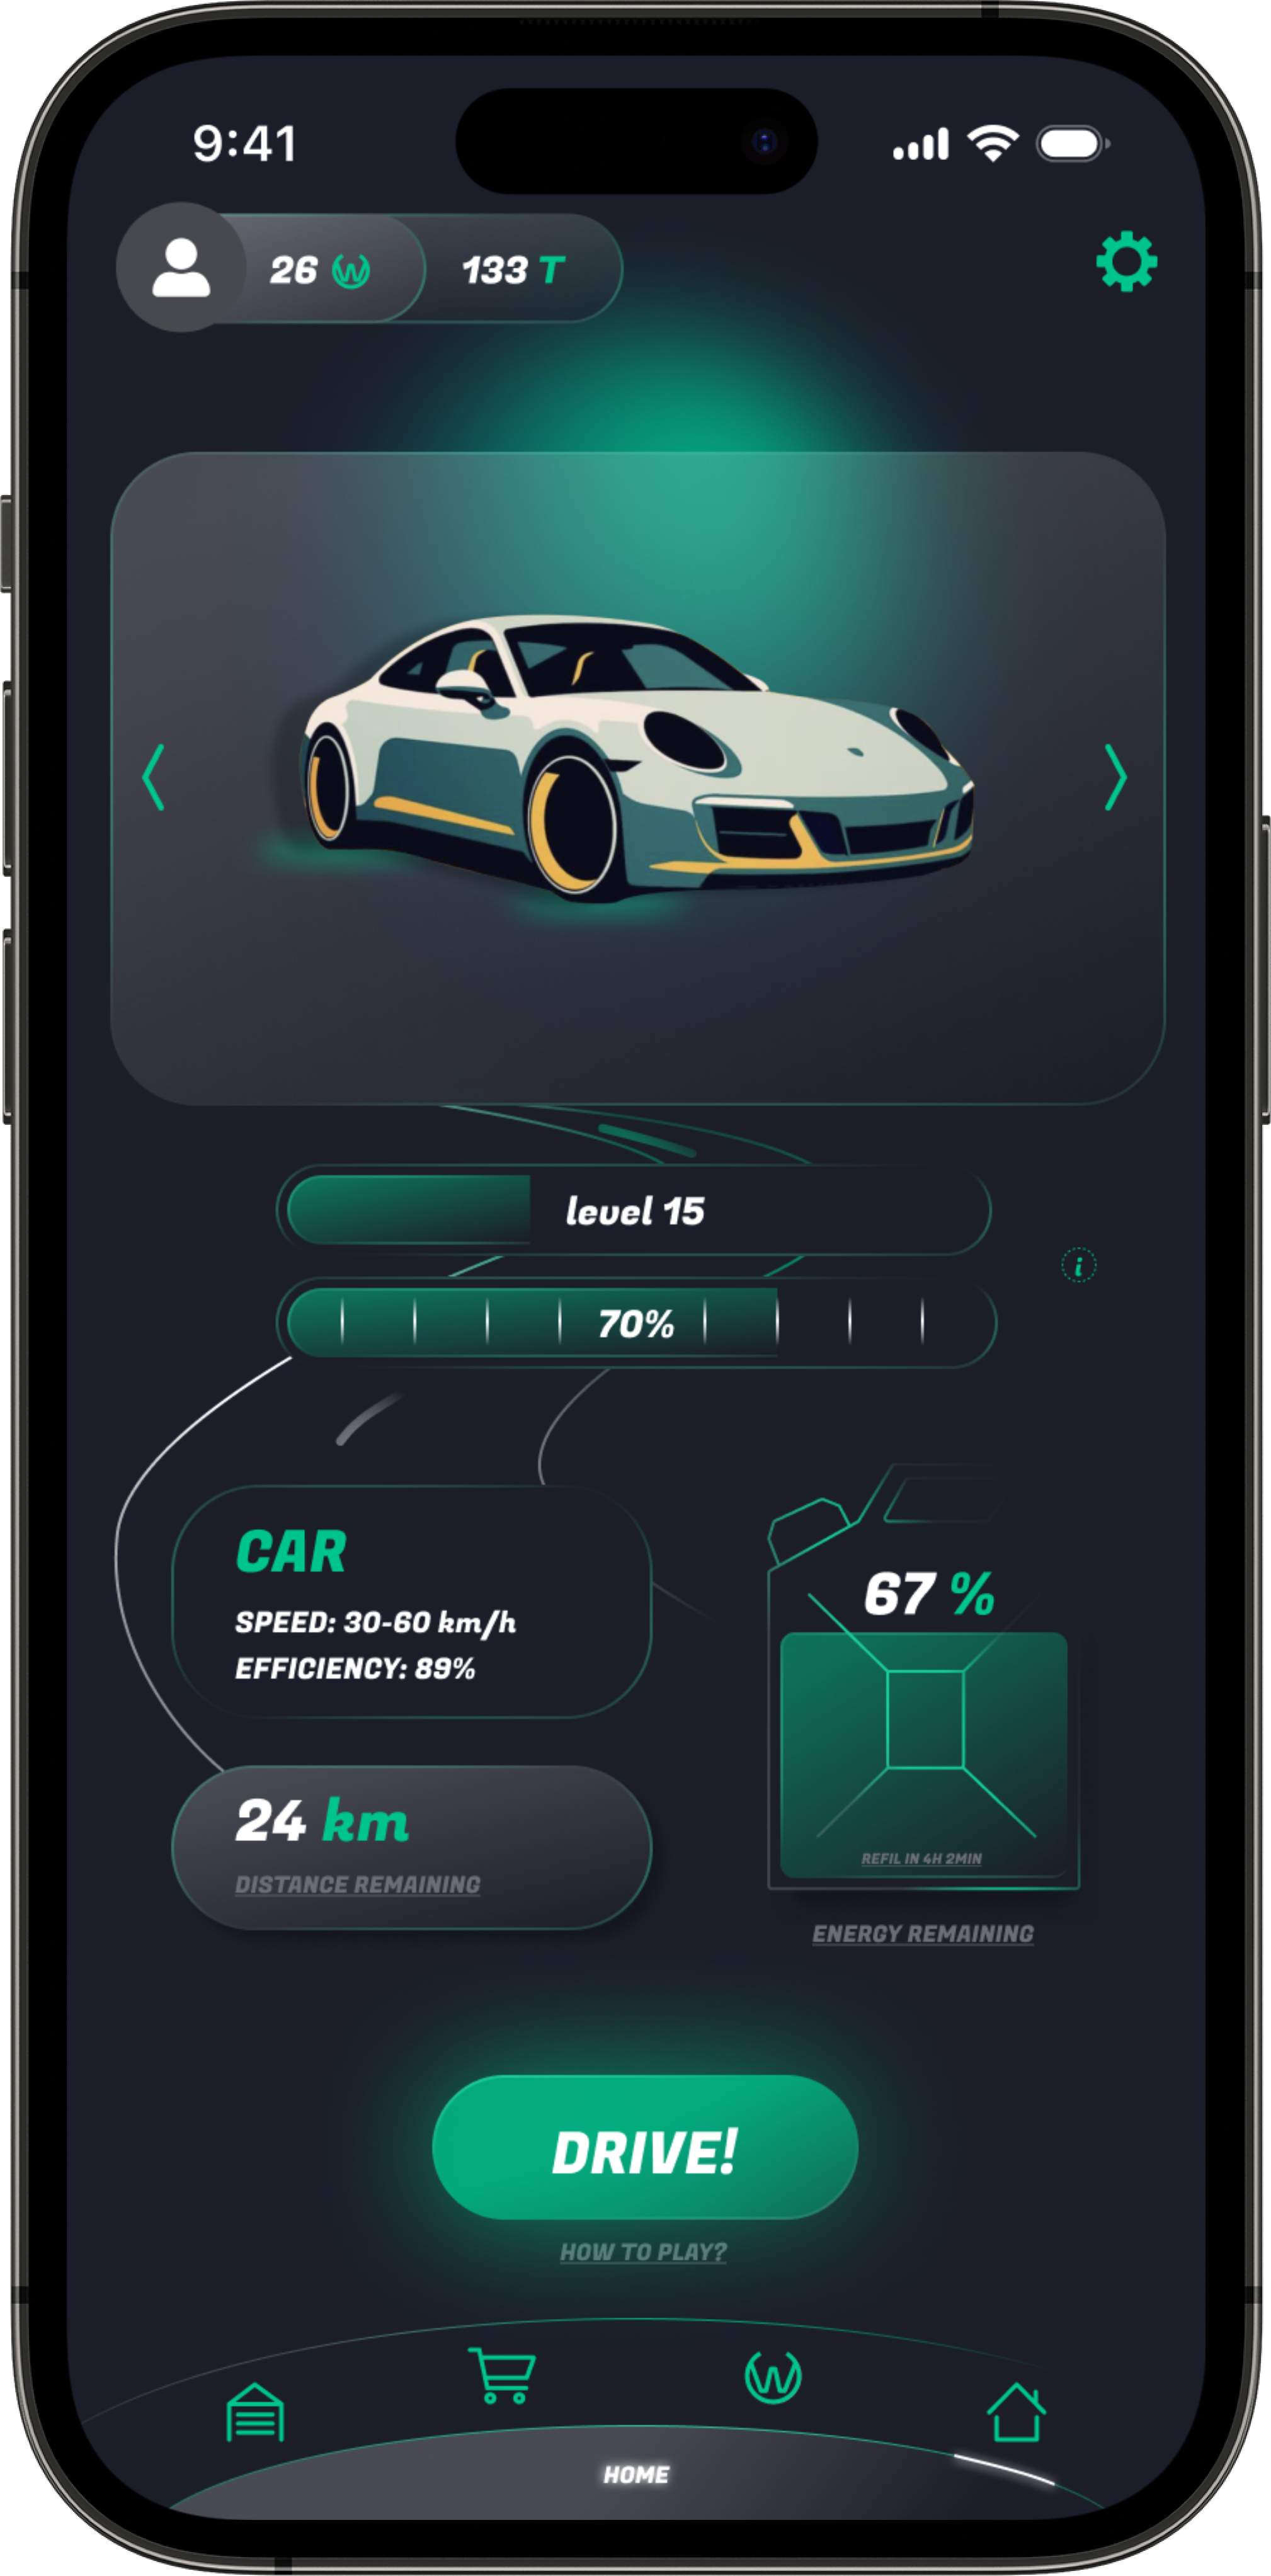 9:41
26 W 133 T
level 15
70%
i
CAR
SPEED: 30-60 km/h
EFFICIENCY: 89%
67 %
24 km
DISTANCE REMAINING
REFIL IN 4H 2MIN
ENERGY REMAINING
DRIVE!
HOW TO PLAY?
W
HOME